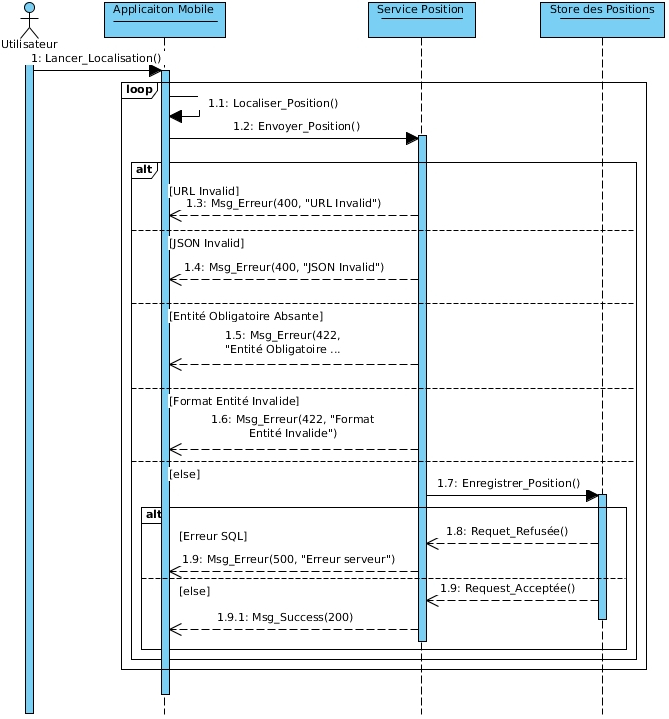 Applicaiton Mobile
Service Position
Store des Positions
Utilisateur
1: Lancer_Localisation()
loop
1.1: Localiser_Position()
1.2: Envoyer_Position()
alt
[URL Invalid]
1.3: Msg_Erreur(400, "URL Invalid")
[JSON Invalid]
1.4: Msg_Erreur(400, "JSON Invalid")
[Entité Obligatoire Absante]
1.5: Msg_Erreur(422,
"Entité Obligatoire ...
[Format Entité Invalide]
1.6: Msg_Erreur(422, "Format
Entité Invalide")
[else]
1.7: Enregistrer_Position()
alt
[Erreur SQL]
1.8: Requet_Refusée()
1.9: Msg_Erreur(500, "Erreur serveur")
[else]
1.9: Request_Acceptée()
1.9.1: Msg_Success(200)